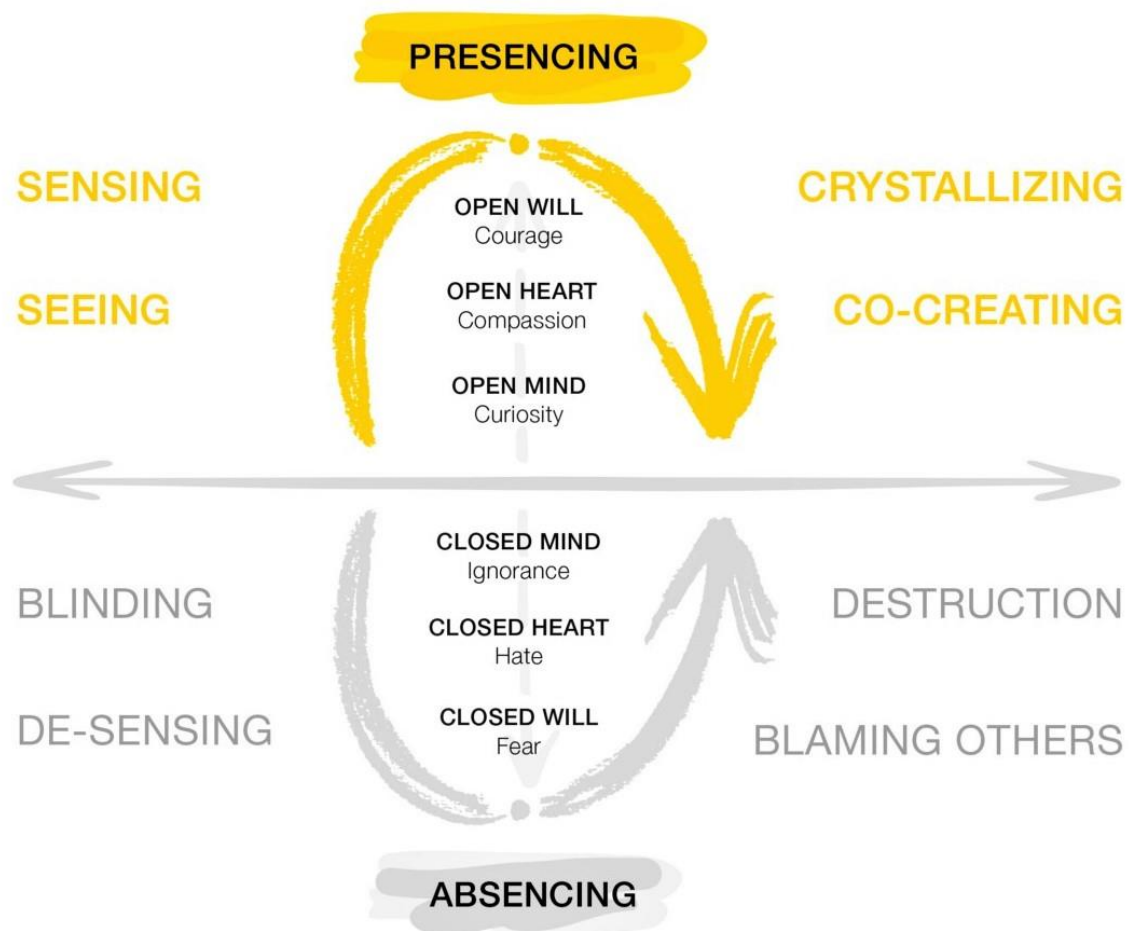 PRESENCING
SENSING
CRYSTALLIZING
OPEN WILL
Courage
SEEING
OPEN HEART
Compassion
CO-CREATING
OPEN MIND
Curiosity
CLOSED MIND
Ignorance
BLINDING
DESTRUCTION
CLOSED HEART
Hate
DE-SENSING
CLOSED WILL
Fear
BLAMING OTHERS
ABSENCING